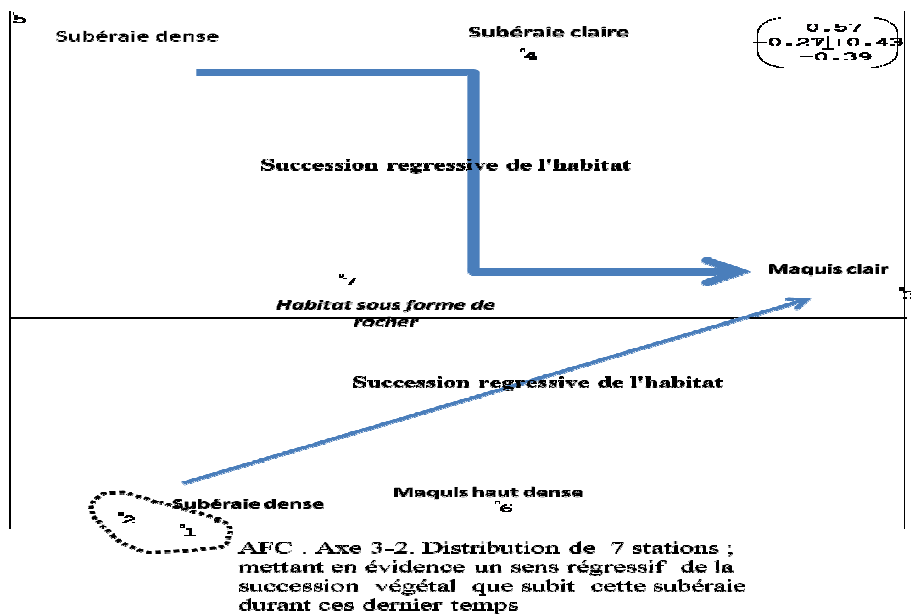 5
Subéraie dense
Subéraie claire
4
0.57
-0.27 +0.43
-0.39
Succession regressive de l'habitat
Maquis clair
Habitat sous forme de
rocher
Succession regressive de l'habitat
Subéraie dense
Maquis haut dense
6
1
AFC . Axe 3-2. Distribution de 7 stations ;
mettant en évidence un sens régressif de la
succession végétal que subit cette subéraie
durant ces dernier temps